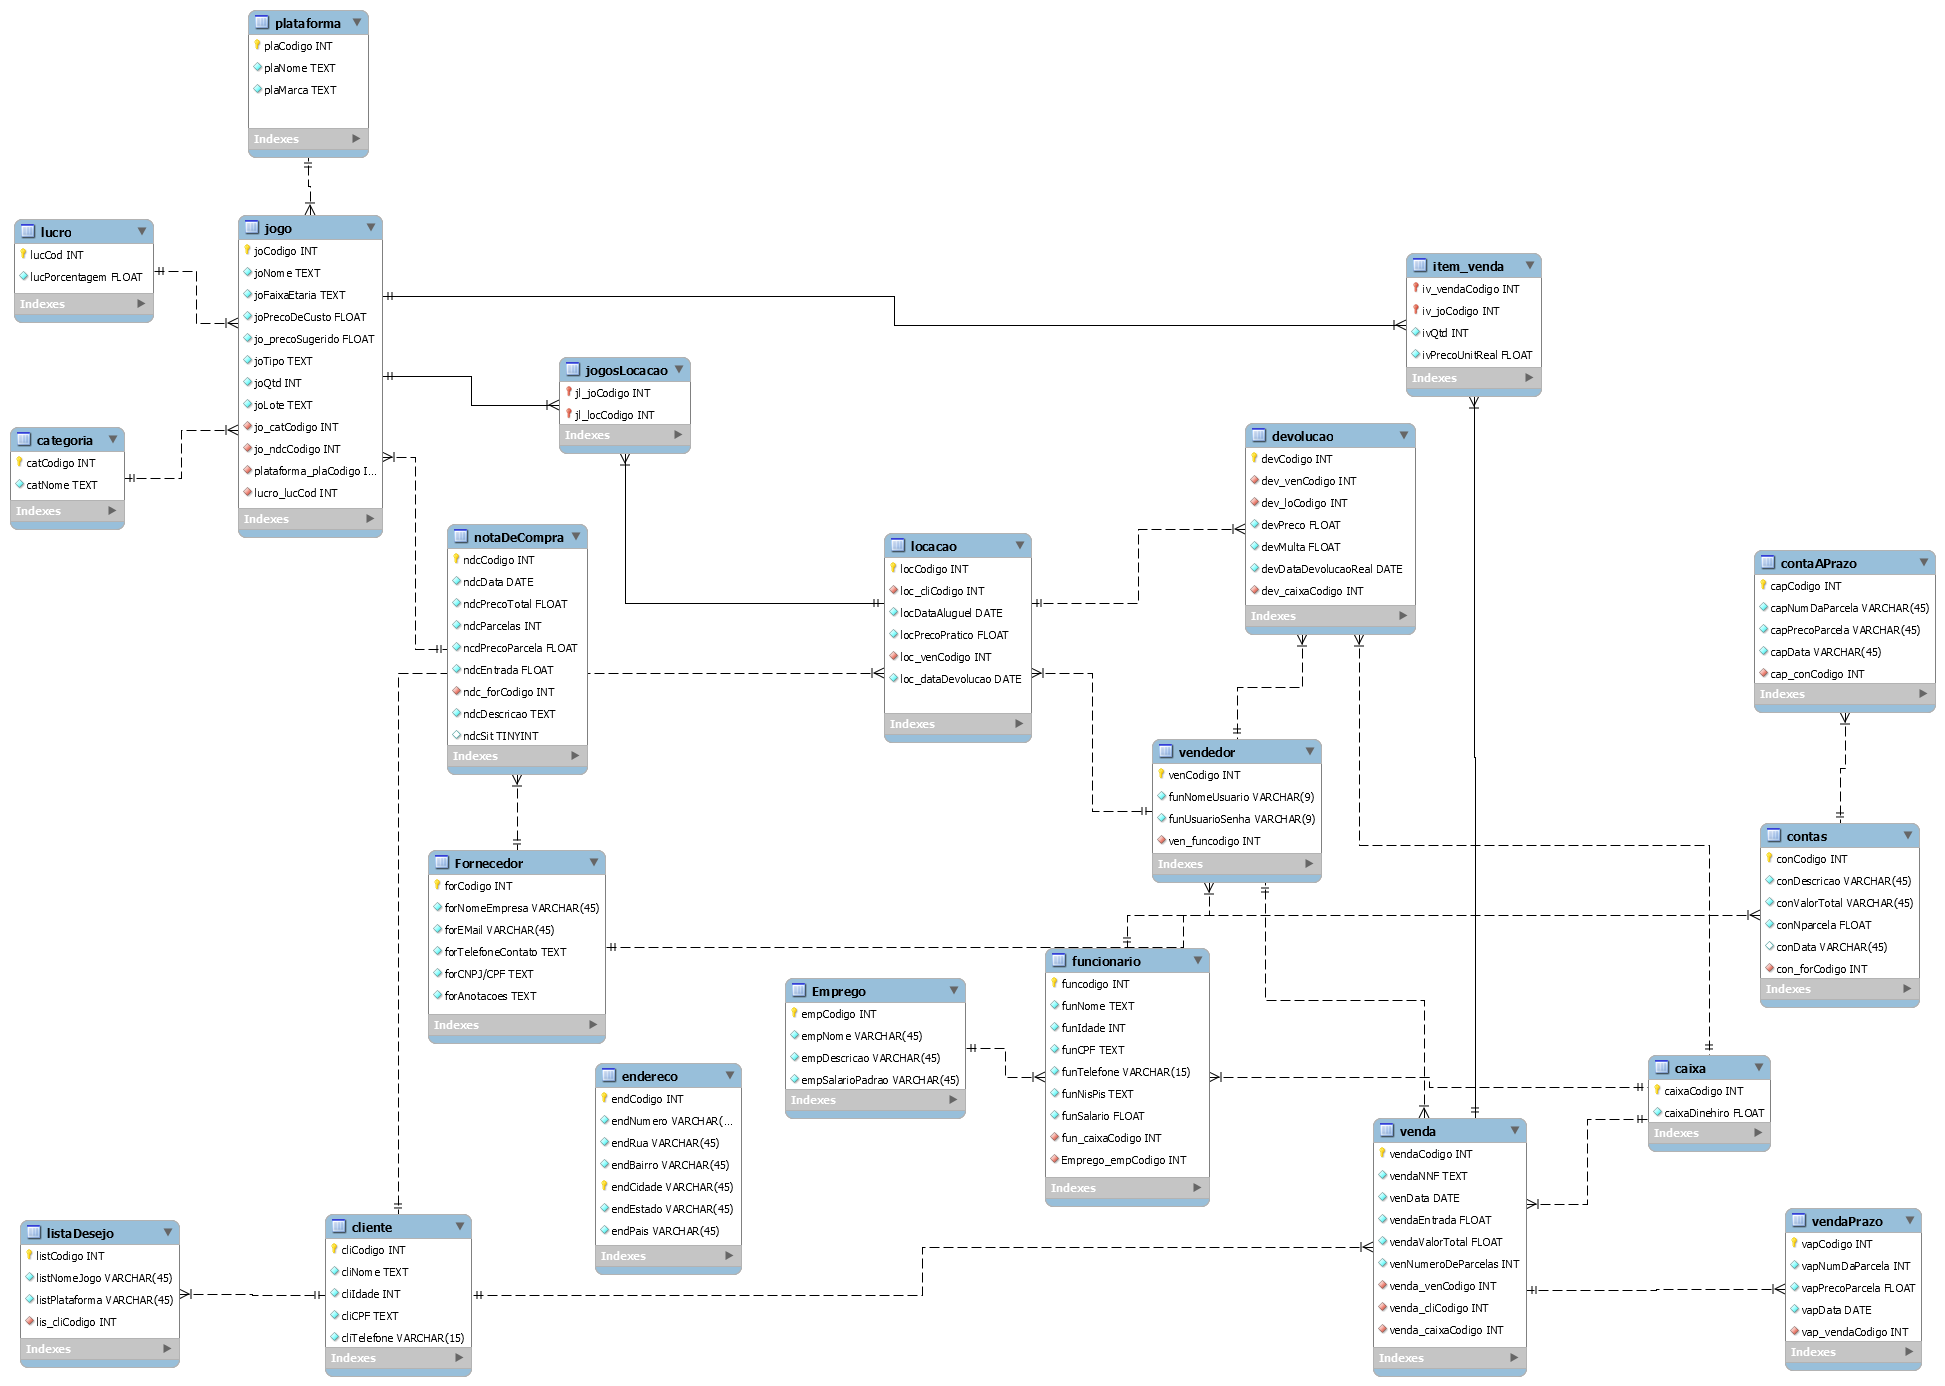 plataforma
plaCodigo INT
plaNome TEXT
plaMarca TEXT
Indexes
lucro
lucCod INT
lucPorcentagem FLOAT
Indexes
jogo
joCodigo INT
joNome TEXT
joFaixaEtaria TEXT
joPrecoDeCusto FLOAT
jo_precoSugerido FLOAT
joTipo TEXT
joQtd INT
joLote TEXT
jo_catCodigo INT
jo_ndcCodigo INT
plataforma_plaCodigo I...
lucro_lucCod INT
Indexes
item_venda
iv_vendaCodigo INT
iv_joCodigo INT
ivQtd INT
ivPrecoUnitReal FLOAT
Indexes
jogosLocacao
jl_joCodigo INT
jl_locCodigo INT
Indexes
categoria
catCodigo INT
catNome TEXT
Indexes
devolucao
devCodigo INT
dev_venCodigo INT
dev_loCodigo INT
devPreco FLOAT
devMulta FLOAT
devDataDevolucaoReal DATE
dev_caixaCodigo INT
Indexes
notaDeCompra
ndcCodigo INT
ndcData DATE
ndcPrecoTotal FLOAT
ndcParcelas INT
ncdPrecoParcela FLOAT
ndcEntrada FLOAT
ndc_forCodigo INT
ndcDescricao TEXT
ndcSit TINYINT
Indexes
locacao
locCodigo INT
loc_cliCodigo INT
locDataAluguel DATE
locPrecoPratico FLOAT
loc_venCodigo INT
loc_dataDevolucao DATE
Indexes
contaAPrazo
capCodigo INT
capNumDaParcela VARCHAR(45)
capPrecoParcela VARCHAR(45)
capData VARCHAR(45)
cap_conCodigo INT
Indexes
vendedor
venCodigo INT
funNomeUsuario VARCHAR(9)
funUsuarioSenha VARCHAR(9)
ven_funcodigo INT
Indexes
contas
conCodigo INT
conDescricao VARCHAR(45)
conValorTotal VARCHAR(45)
conNparcela FLOAT
conData VARCHAR(45)
con_forCodigo INT
Indexes
Fornecedor
forCodigo INT
forNomeEmpresa VARCHAR(45)
forEMail VARCHAR(45)
forTelefoneContato TEXT
forCNPJ/CPF TEXT
forAnotacoes TEXT
Indexes
funcionario
funcodigo INT
funNome TEXT
funIdade INT
funCPF TEXT
funTelefone VARCHAR(15)
funNisPis TEXT
funSalario FLOAT
fun_caixaCodigo INT
Emprego_empCodigo INT
Indexes
Emprego
empCodigo INT
empNome VARCHAR(45)
empDescricao VARCHAR(45)
empSalarioPadrao VARCHAR(45)
Indexes
endereco
endCodigo INT
endNumero VARCHAR(...
endRua VARCHAR(45)
endBairro VARCHAR(45)
endCidade VARCHAR(45)
endEstado VARCHAR(45)
endPais VARCHAR(45)
Indexes
caixa
caixaCodigo INT
caixaDinehiro FLOAT
Indexes
venda
vendaCodigo INT
vendaNNF TEXT
venData DATE
vendaEntrada FLOAT
vendaValorTotal FLOAT
venNumeroDeParcelas INT
venda_venCodigo INT
venda_cliCodigo INT
venda_caixaCodigo INT
Indexes
listaDesejo
listCodigo INT
listNomeJogo VARCHAR(45)
listPlataforma VARCHAR(45)
lis_cliCodigo INT
Indexes
cliente
cliCodigo INT
cliNome TEXT
cliIdade INT
cliCPF TEXT
cliTelefone VARCHAR(15)
Indexes
vendaPrazo
vapCodigo INT
vapNumDaParcela INT
vapPrecoParcela FLOAT
vapData DATE
vap_vendaCodigo INT
Indexes